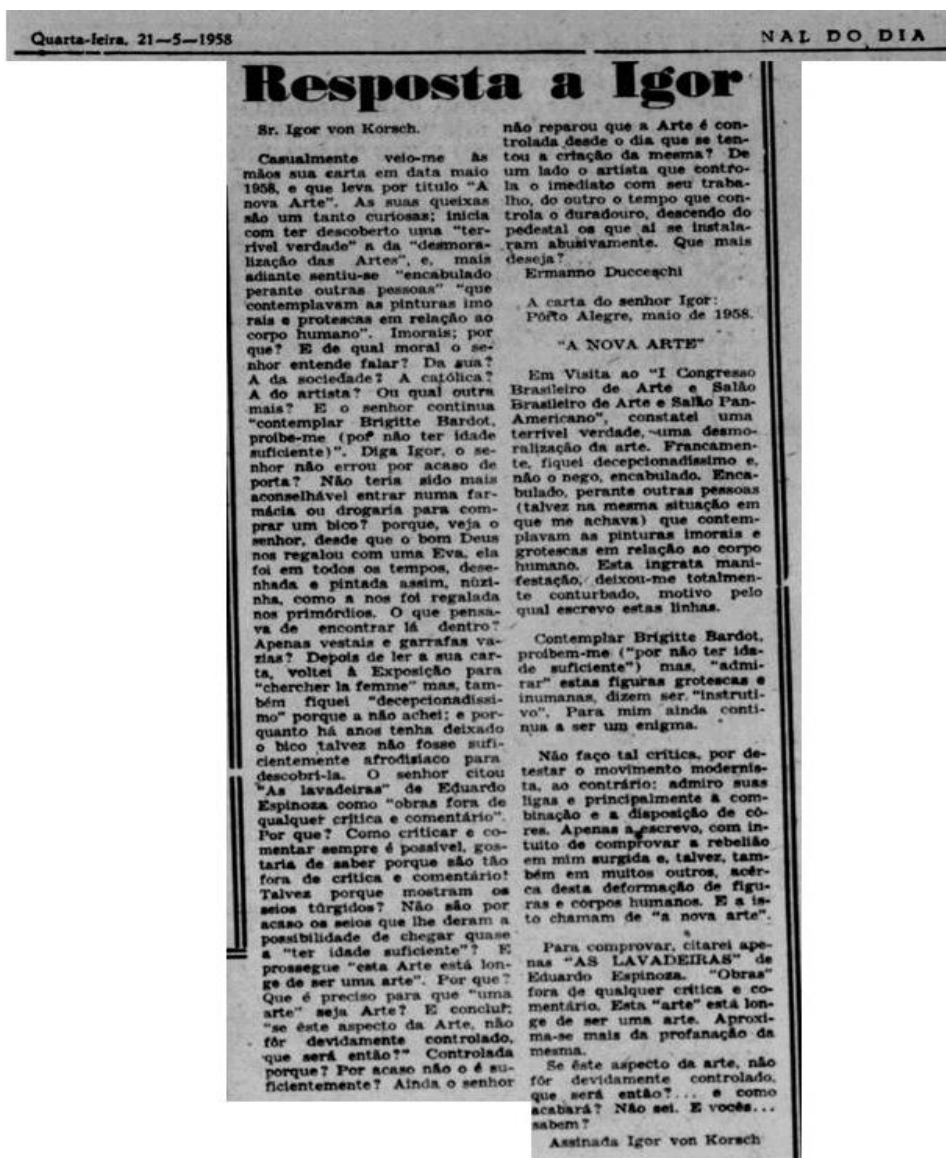 Quarta-feira, 21—5—1958
NAL DO DIA
Resposta a Igor
Sr. Igor von Korsch.
Casualmente veio-me às
mãos sua carta em data maio
1958, e que leva por titulo "A
nova Arte". As suas queixas
são um tanto curiosas; inicia
com ter descoberto uma "ter-
rivel verdade" a da "desmora-
lização das Artes", e, mais
adiante sentiu-se "encabulado
perante outras pessoas" "que
contemplavam as pinturas imo
rais e protescas em relação ao
corpo humano". Imorais; por
que? E de qual moral o se-
nhor entende falar? Da sua?
A da sociedade? A católica?
A do artista? Ou qual outra
mais? E o senhor continua
"contemplar Brigitte Bardot,
proibe-me (por não ter idade
suficiente)". Diga Igor, o se-
nhor não errou por acaso de
porta? Não teria sido mais
aconselhável entrar numa far-
mácia ou drogaria para com-
prar um bico? porque, veja o
senhor, desde que o bom Deus
nos regalou com uma Eva, ela
foi em todos os tempos, dese-
nhada e pintada assim, nùzi-
nha, como a nos foi regalada
nos primórdios. O que pensa-
va de encontrar lá dentro?
Apenas vestais e garrafas va-
zias? Depois de ler a sua car-
ta, voltei à Exposição para
"chercher la femme" mas, tam-
bém fiquei "decepcionadissi-
mo" porque a não achei; e por-
quanto há anos tenha deixado
o bico talvez não fosse sufi-
cientemente afrodisiaco para
descobri-la. O senhor citou
"As lavadeiras" de Eduardo
Espinoza como "obras fora de
qualquer critica e comentário".
Por que? Como criticar e co-
mentar sempre é possivel, gos-
taria de saber porque são tão
fora de critica e comentário!
Talvez porque mostram os
seios túrgidos? Não são por
acaso os seios que lhe deram a
possibilidade de chegar quase
a "ter idade suficiente"? E
prossegue "esta Arte está lon-
ge de ser uma arte". Por que?
Que é preciso para que "uma
arte" seja Arte? E conclui:
"se êste aspecto da Arte, não
fôr devidamente controlado,
que será então?" Controlada
porque? Por acaso não o é su-
ficientemente? Ainda o senhor
não reparou que a Arte é con-
trolada desde o dia que se ten-
tou a criação da mesma? De
um lado o artista que contro-
la o imediato com seu traba-
lho, do outro o tempo que con-
trola o duradouro, descendo do
pedestal os que aí se instala-
ram abusivamente. Que mais
deseja?
Ermanno Ducceschi
A carta do senhor Igor:
Pôrto Alegre, maio de 1958.
"A NOVA ARTE"
Em Visita ao "I Congresso
Brasileiro de Arte e Salão
Brasileiro de Arte e Salão Pan-
Americano", constatei uma
terrivel verdade, uma desmo-
ralização da arte. Francamen-
te, fiquei decepcionadissimo e,
não o nego, encabulado. Enca-
bulado, perante outras pessoas
(talvez na mesma situação em
que me achava) que contem-
plavam as pinturas imorais e
grotescas em relação ao corpo
humano. Esta ingrata mani-
festação, deixou-me totalmen-
te conturbado, motivo pelo
qual escrevo estas linhas.
Contemplar Brigitte Bardot,
proibem-me ("por não ter ida-
de suficiente") mas, "admi-
rar" estas figuras grotescas e
inumanas, dizem ser "instruti-
vo". Para mim ainda conti-
nua a ser um enigma.
Não faço tal critica, por de-
testar o movimento modernis-
ta, ao contrário: admiro suas
ligas e principalmente a com-
binação e a disposição de cô-
res. Apenas a escrevo, com in-
tuito de comprovar a rebelião
em mim surgida e, talvez, tam-
bém em muitos outros, acêr-
ca desta deformação de figu-
ras e corpos humanos. E a is-
to chamam de "a nova arte".
Para comprovar, citarei ape-
nas "AS LAVADEIRAS" de
Eduardo Espinoza. "Obras"
fora de qualquer critica e co-
mentário. Esta "arte" está lon-
ge de ser uma arte. Aproxi-
ma-se mais da profanação da
mesma.
Se êste aspecto da arte, não
fôr devidamente controlado,
que será então?... e como
acabará? Não sei. E vocês...
sabem?
Assinada Igor von Korsch